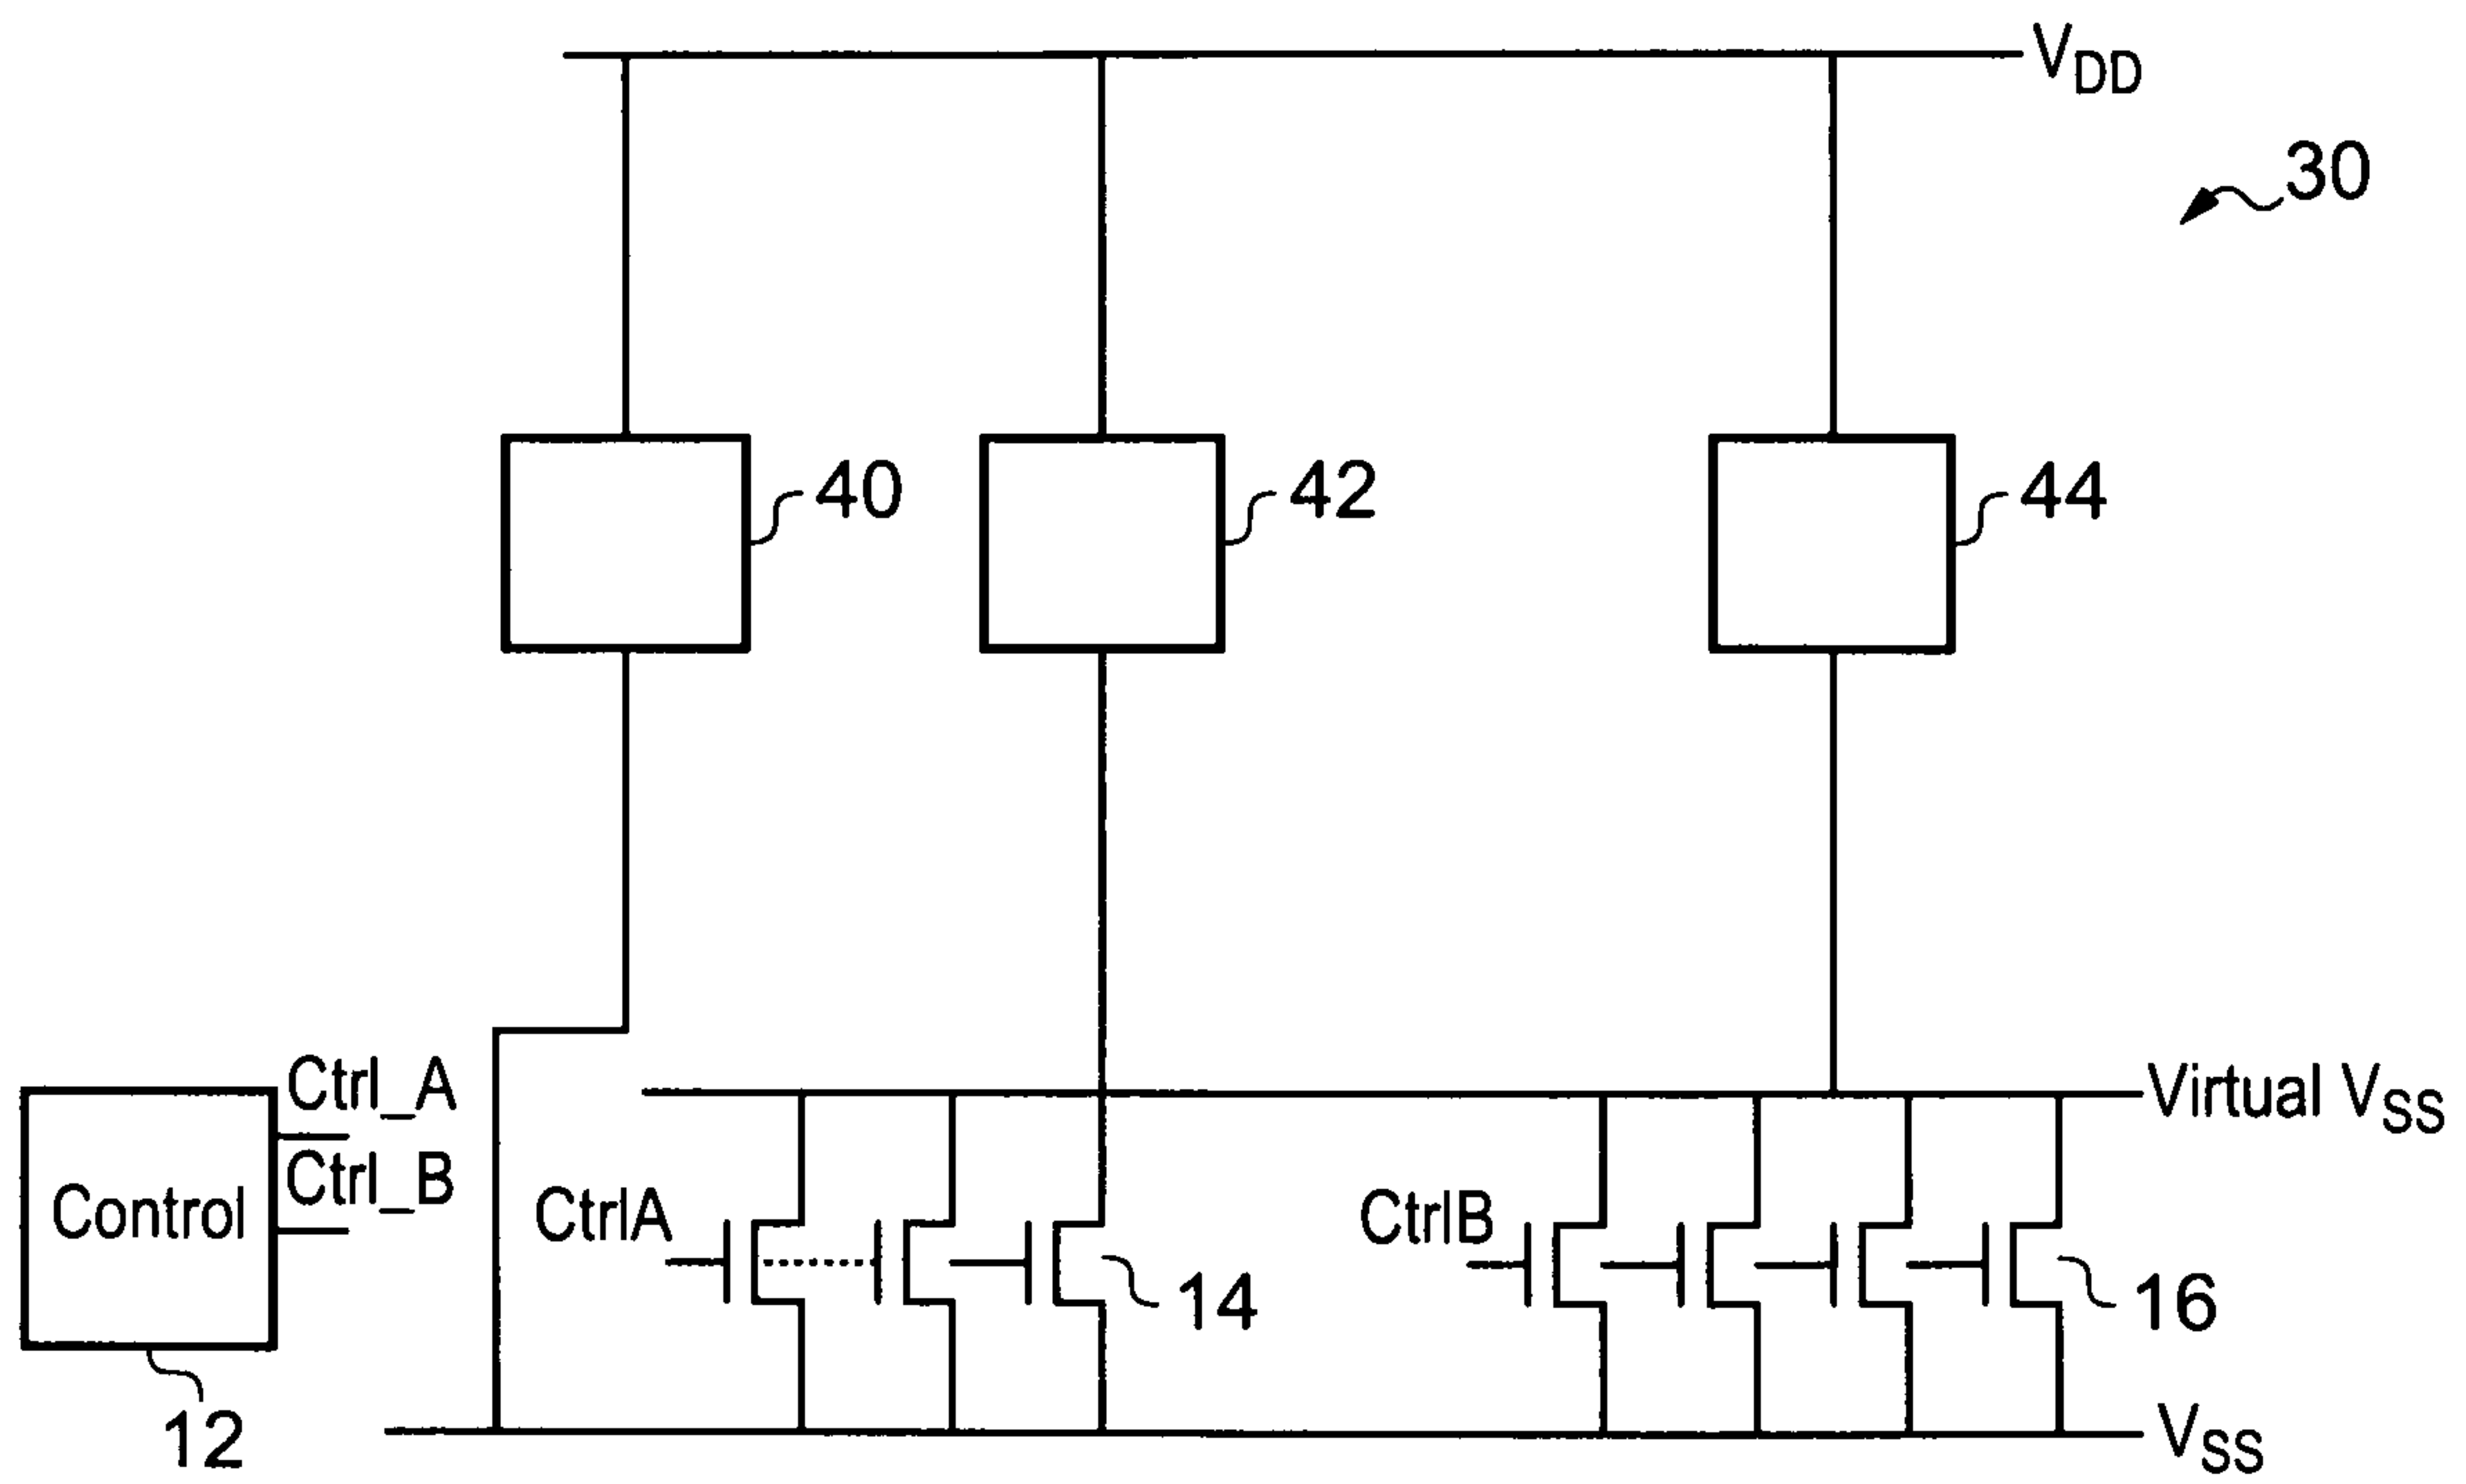 VDD
30
40
42
44
Ctrl_A
Virtual VSS
Ctrl_B
Control
CtrlA
CtrlB
14
16
12
VSS